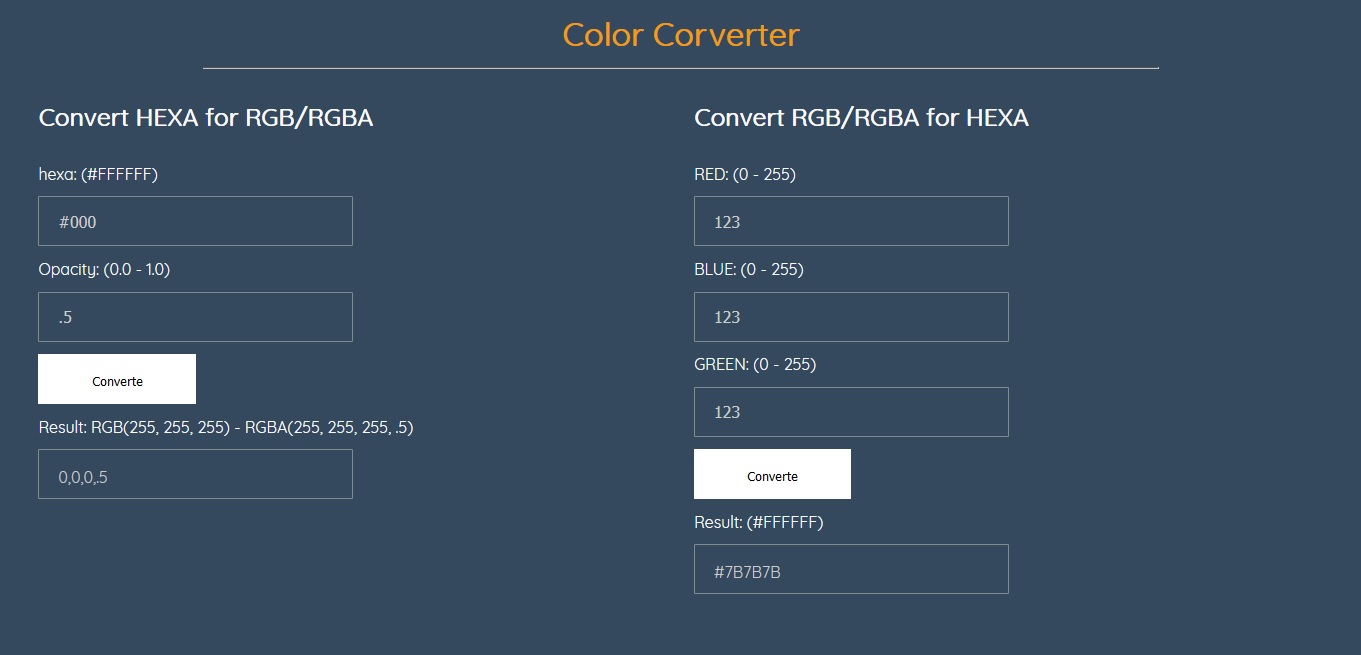 Color Corverter
Convert HEXA for RGB/RGBA
hexa: (#FFFFFF)
#000
Opacity: (0.0 - 1.0)
.5
Converte
Result: RGB(255, 255, 255) - RGBA(255, 255, 255, .5)
0,0,0,.5
Convert RGB/RGBA for HEXA
RED: (0 - 255)
123
BLUE: (0 - 255)
123
GREEN: (0 - 255)
123
Converte
Result: (#FFFFFF)
#7B7B7B